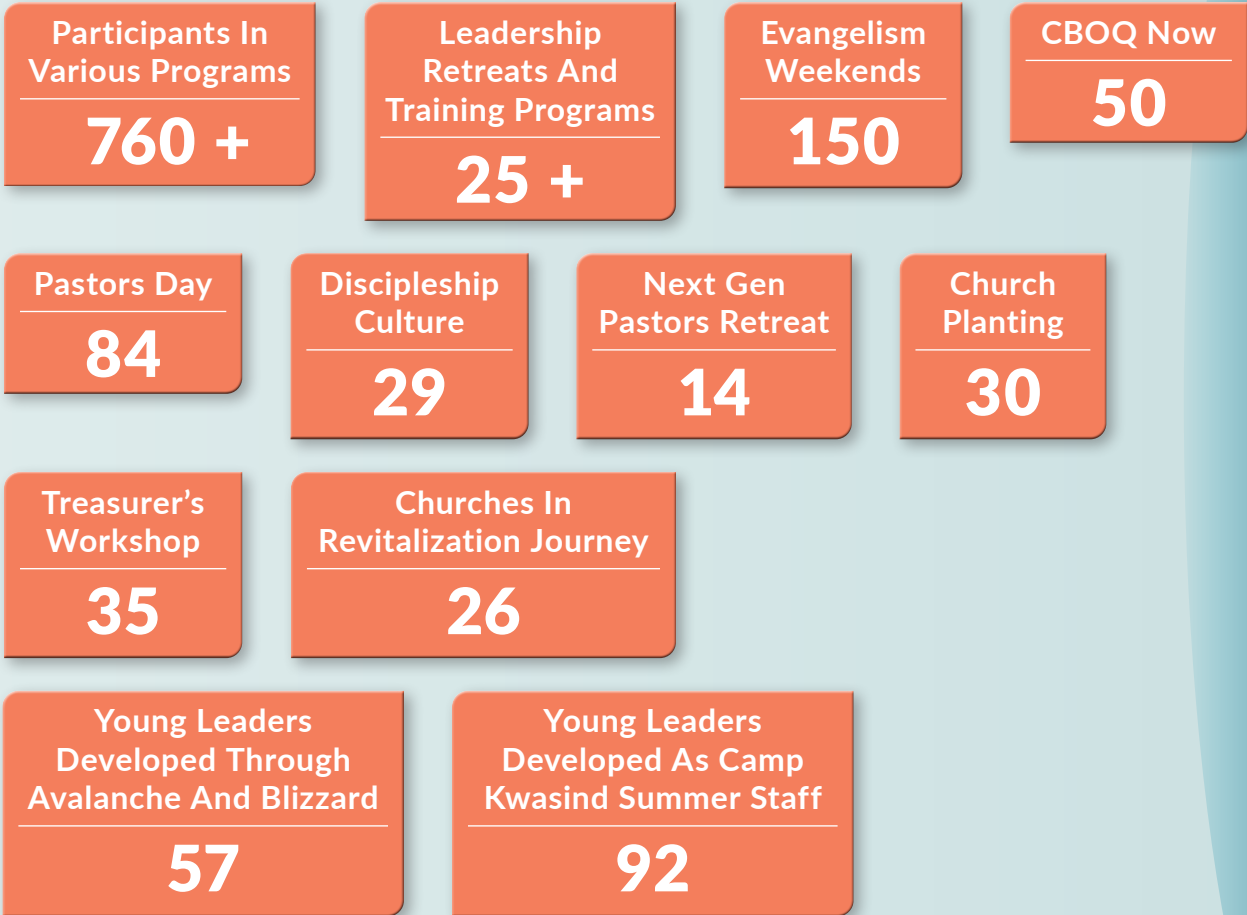 Participants In
Various Programs
760 +
Leadership
Retreats And
Training Programs
25 +
Evangelism
Weekends
150
CBOQ Now
50
Pastors Day
84
Discipleship
Culture
29
Next Gen
Pastors Retreat
14
Church
Planting
30
Treasurer’s
Workshop
35
Churches In
Revitalization Journey
26
Young Leaders
Developed Through
Avalanche And Blizzard
57
Young Leaders
Developed As Camp
Kwasind Summer Staff
92